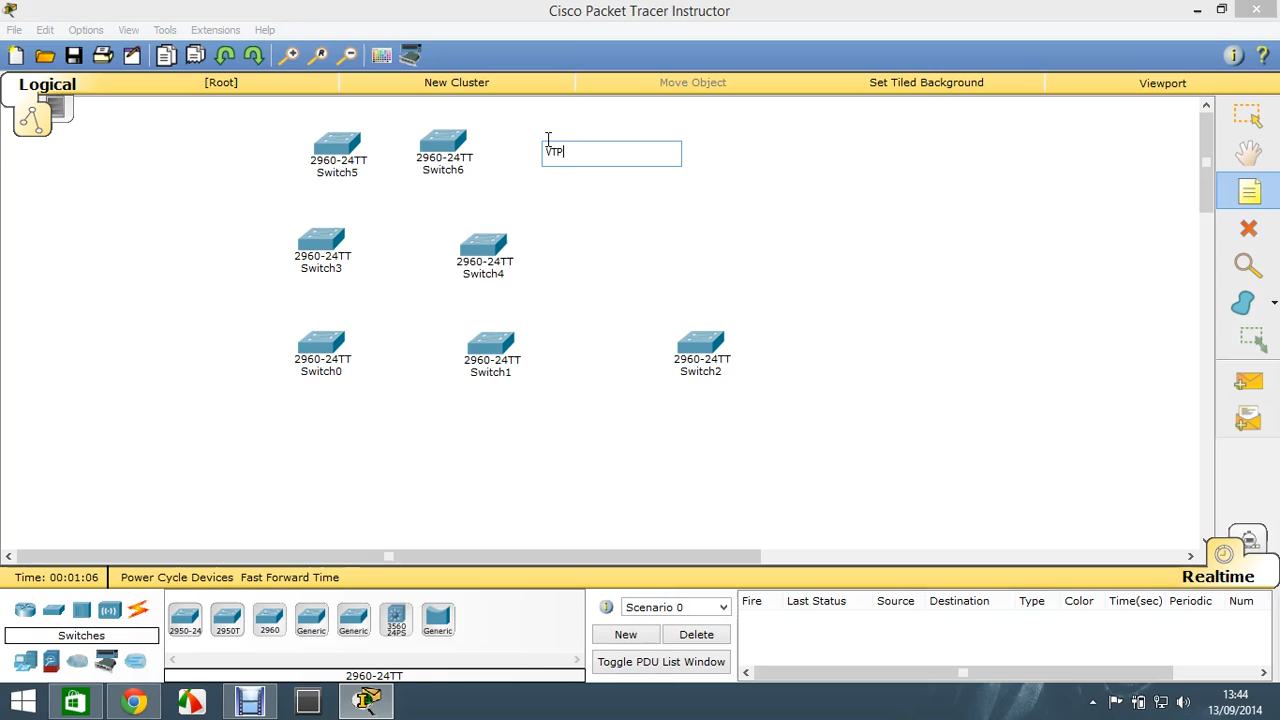 Cisco Packet Tracer Instructor
File Edit Options View Tools Extensions Help
Logical [Root] New Cluster Move Object Set Tiled Background Viewport
2960-24TT
Switch5
2960-24TT
Switch6
VTP
2960-24TT
Switch3
2960-24TT
Switch4
2960-24TT
Switch0
2960-24TT
Switch1
2960-24TT
Switch2
Time: 00:01:06 Power Cycle Devices Fast Forward Time Realtime
Switches
2950-24 2950T 2960 Generic Generic 3560 24PS Generic
2960-24TT
Scenario 0
New Delete
Toggle PDU List Window
Fire Last Status Source Destination Type Color Time(sec) Periodic Num
13:44
13/09/2014